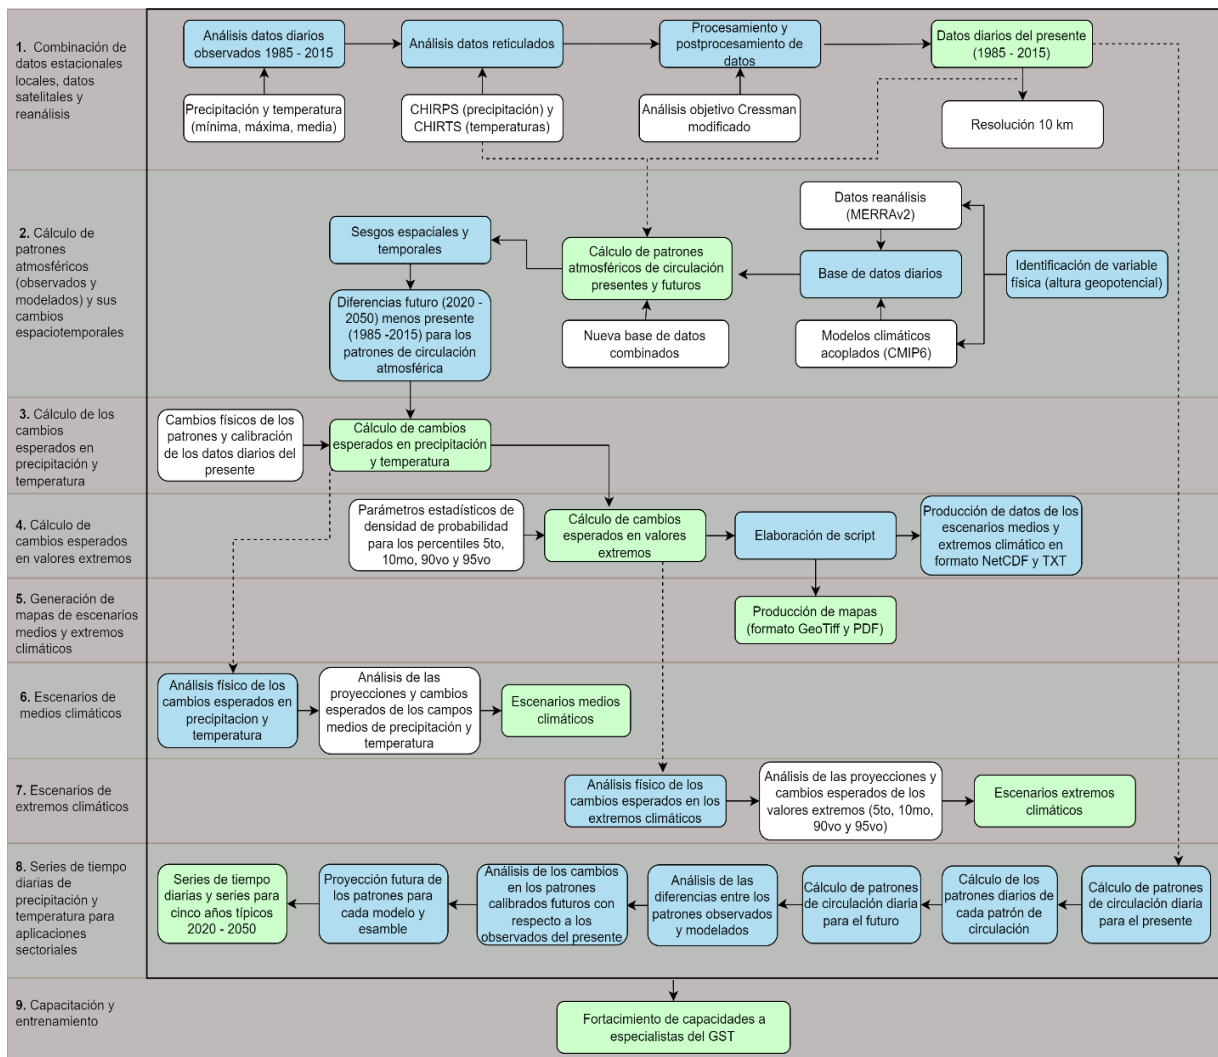 1. Combinación de
datos estacionales
locales, datos
satelitales y
reanálisis
Análisis datos diarios
observados 1985 - 2015
Análisis datos reticulados
Procesamiento y
postprocesamiento de
datos
Datos diarios del presente
(1985 - 2015)
Precipitación y temperatura
(mínima, máxima, media)
CHIRPS (precipitación) y
CHIRTS (temperaturas)
Análisis objetivo Cressman
modificado
Resolución 10 km
2. Cálculo de
patrones
atmosféricos
(observados y
modelados) y sus
cambios
espaciotemporales
Sesgos espaciales y
temporales
Cálculo de patrones
atmosféricos de circulación
presentes y futuros
Datos reanálisis
(MERRAv2)
Base de datos diarios
Identificación de variable
física (altura geopotencial)
Diferencias futuro (2020 -
2050) menos presente
(1985 -2015) para los
patrones de circulación
atmosférica
Nueva base de datos
combinados
Modelos climáticos
acoplados (CMIP6)
3. Cálculo de los
cambios
esperados en
precipitación y
temperatura
Cambios físicos de los
patrones y calibración
de los datos diarios del
presente
Cálculo de cambios
esperados en precipitación
y temperatura
4. Cálculo de
cambios esperados
en valores extremos
Parámetros estadísticos de
densidad de probabilidad
para los percentiles 5to,
10mo, 90vo y 95vo
Cálculo de cambios
esperados en valores
extremos
Elaboración de script
Producción de datos de los
escenarios medios y
extremos climático en
formato NetCDF y TXT
5. Generación de
mapas de escenarios
medios y extremos
climáticos
Producción de mapas
(formato GeoTiff y PDF)
6. Escenarios de
medios climáticos
Análisis físico de los
cambios esperados en
precipitacion y
temperatura
Análisis de las
proyecciones y cambios
esperados de los campos
medios de precipitación y
temperatura
Escenarios medios
climáticos
7. Escenarios de
extremos climáticos
Análisis físico de los
cambios esperados en los
extremos climáticos
Análisis de las proyecciones y
cambios esperados de los
valores extremos (5to, 10mo,
90vo y 95vo)
Escenarios extremos
climáticos
8. Series de tiempo
diarias de
precipitación y
temperatura para
aplicaciones
sectoriales
Series de tiempo
diarias y series para
cinco años típicos
2020 - 2050
Proyección futura de
los patrones para
cada modelo y
esamble
Análisis de los cambios
en los patrones
calibrados futuros con
respecto a los
observados del presente
Análisis de las
diferencias entre los
patrones observados
y modelados
Cálculo de patrones
de circulación diaria
para el futuro
Cálculo de los
patrones diarios de
cada patrón de
circulación
Cálculo de patrones
de circulación diaria
para el presente
9. Capacitación y
entrenamiento
Fortacimiento de capacidades a
especialistas del GST